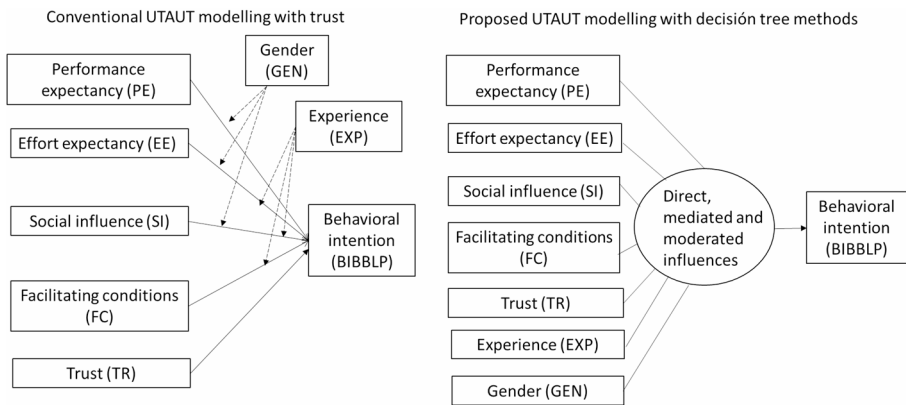 Conventional UTAUT modelling with trust
Gender
(GEN)
Performance
expectancy (PE)
Experience
(EXP)
Effort expectancy (EE)
Social influence (SI)
Behavioral
intention
(BIBBLP)
Facilitating conditions
(FC)
Trust (TR)
Proposed UTAUT modelling with decisión tree methods
Performance
expectancy (PE)
Effort expectancy (EE)
Social influence (SI)
Facilitating conditions
(FC)
Trust (TR)
Experience (EXP)
Gender (GEN)
Direct,
mediated and
moderated
influences
Behavioral
intention
(BIBBLP)